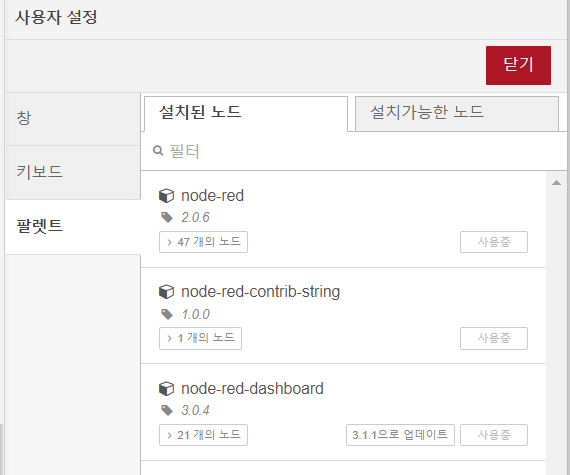 사용자 설정
닫기
창
키보드
팔렛트
설치된 노드
설치가능한 노드
필터
node-red
2.0.6
47 개의 노드
사용중
node-red-contrib-string
1.0.0
1 개의 노드
사용중
node-red-dashboard
3.0.4
21 개의 노드
3.1.1으로 업데이트
사용중